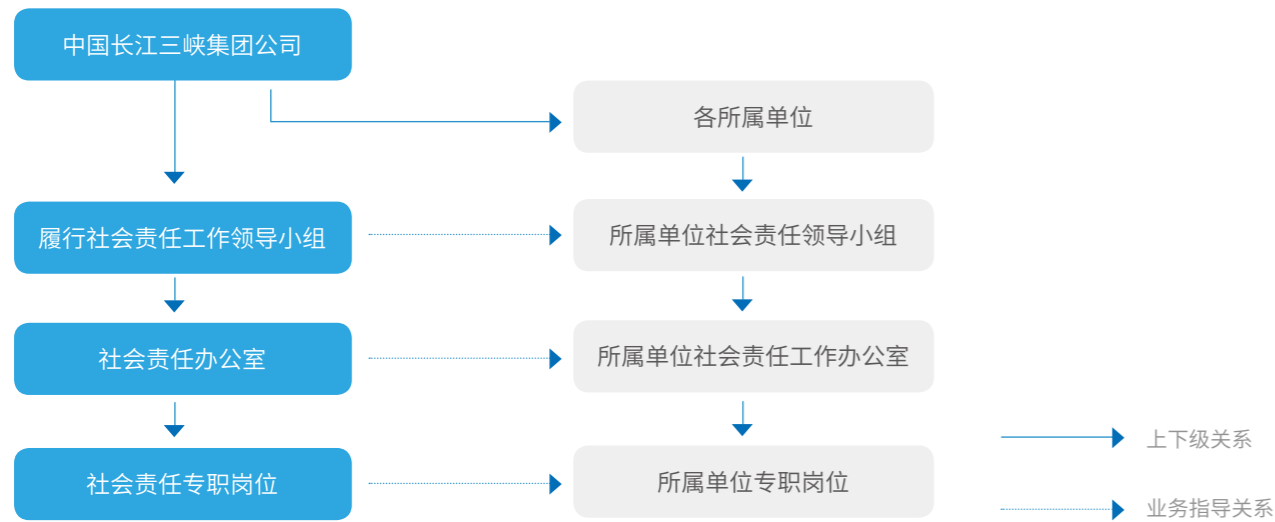 中国长江三峡集团公司
各所属单位
履行社会责任工作领导小组
所属单位社会责任领导小组
社会责任办公室
所属单位社会责任工作办公室
社会责任专职岗位
所属单位专职岗位
上下级关系
业务指导关系